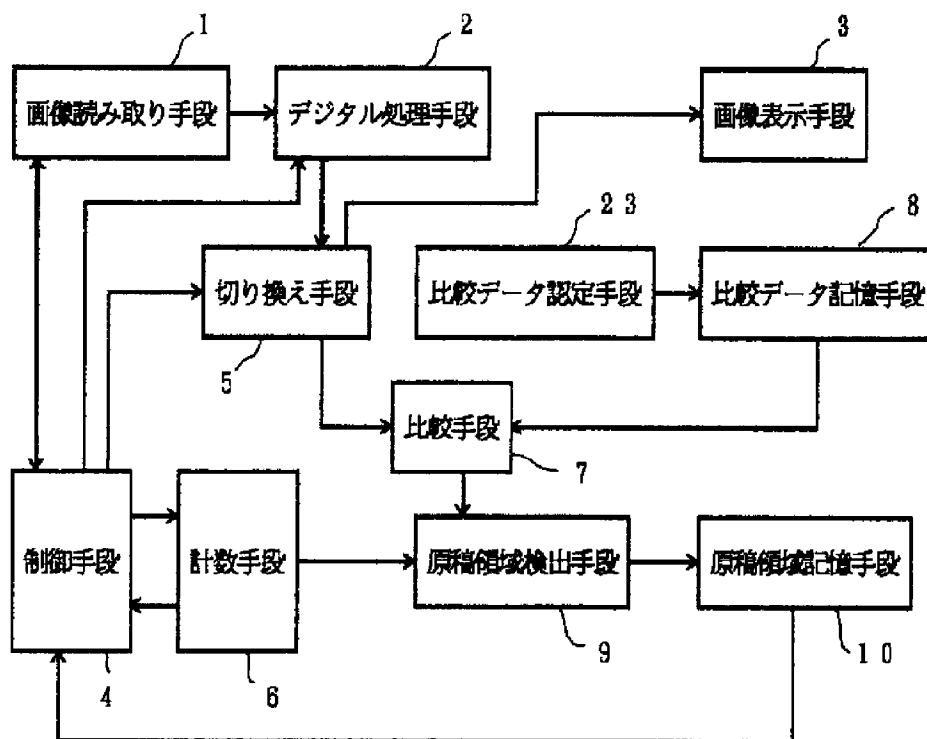 1
2
3
画像読み取り手段
デジタル処理手段
画像表示手段
23
8
切り換え手段
比較データ認定手段
比較データ記憶手段
5
比較手段
7
制御手段
計数手段
原稿領域検出手段
原稿領域記憶手段
4
6
9
10